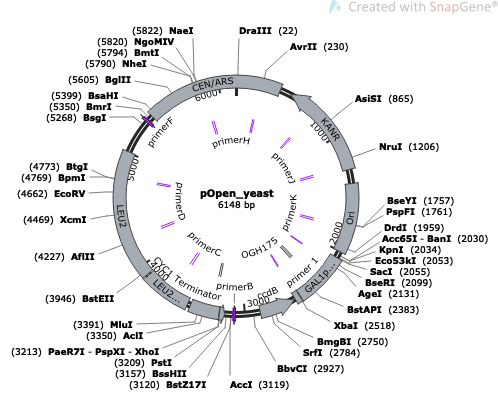 Created with SnapGene®
(5822) NaeI
(5820) NgoMIV
(5794) BmtI
(5790) NheI
(5605) BglII
(5399) BsaHI
(5350) BmrI
(5268) BsgI
(4773) BtgI
(4769) BpmI
(4662) EcoRV
(4469) XcmI
(4227) AflII
(3946) BstEII
(3391) MluI
(3350) AclI
(3213) PaeR7I - PspXI - XhoI
(3209) PstI
(3157) BssHII
(3120) BstZ17I
DraIII (22)
AvrII (230)
AsiSI (865)
NruI (1206)
BseYI (1757)
PspFI (1761)
DrdI (1959)
Acc65I - BanI (2030)
KpnI (2034)
Eco53kI (2053)
SacI (2055)
BseRI (2099)
AgeI (2131)
BstAPI (2383)
XbaI (2518)
BmgBI (2750)
SrfI (2784)
BbvCI (2927)
AccI (3119)
CEN/ARS
KANR
Ori
GAL1p...
ccdB
CYC1 Terminator
LEU2...
LEU2
6000
1000
2000
3000
5000
primerF
primerH
primerJ
primerK
primerD
primerC
primerB
OGH175
primer 1
pOpen_yeast
6148 bp